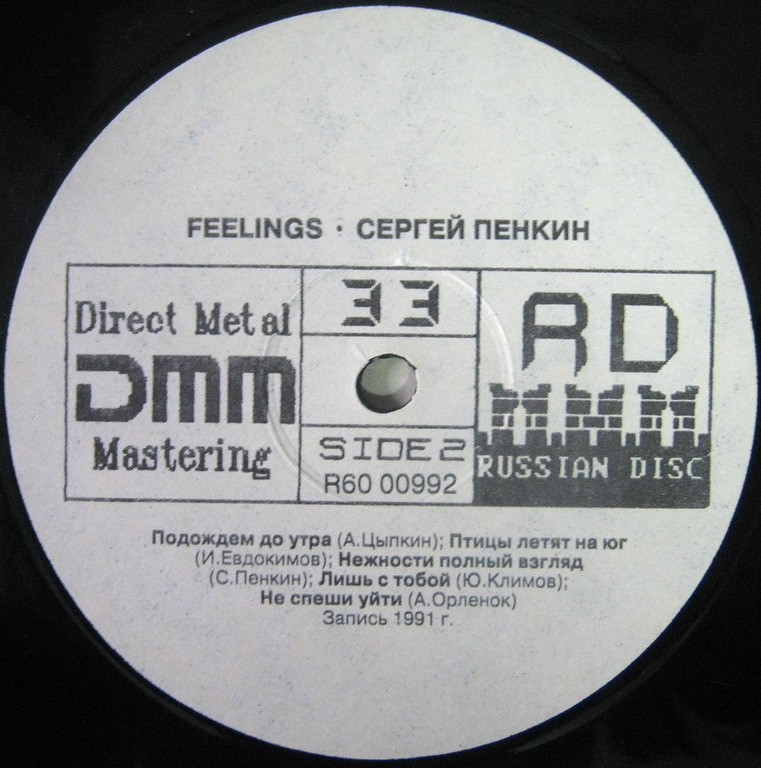 FEELINGS · СЕРГЕЙ ПЕНКИН
Direct Metal
DMM
Mastering
33
SIDE 2
R60 00992
RD
RUSSIAN DISC
Подождем до утра (А.Цыпкин); Птицы летят на юг
(И.Евдокимов); Нежности полный взгляд
(С.Пенкин); Лишь с тобой (Ю.Климов);
Не спеши уйти (А.Орленок)
Запись 1991 г.